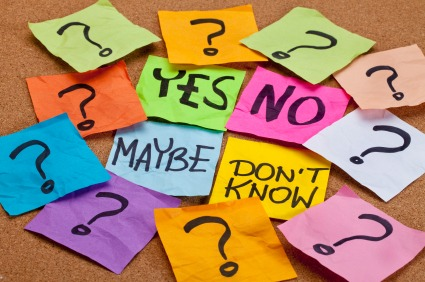 ? ? ?
? YES NO ?
? MAYBE DON'T
KNOW ?
? ? ?